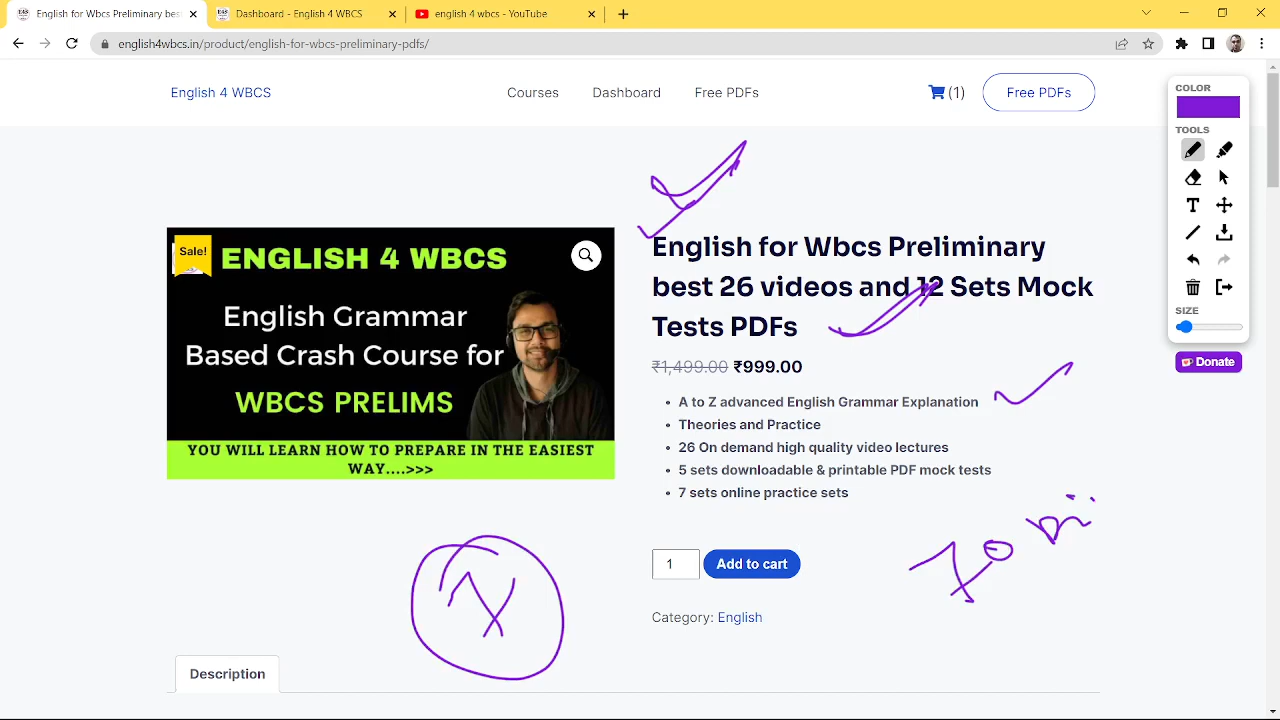 English for Wbcs Preliminary bes
Dashboard - English 4 WBCS
english 4 wbcs - YouTube
english4wbcs.in/product/english-for-wbcs-preliminary-pdfs/
English 4 WBCS
Courses
Dashboard
Free PDFs
(1)
Free PDFs
COLOR
TOOLS
SIZE
Donate
Sale!
ENGLISH 4 WBCS
English Grammar
Based Crash Course for
WBCS PRELIMS
YOU WILL LEARN HOW TO PREPARE IN THE EASIEST
WAY....>>>
English for Wbcs Preliminary
best 26 videos and 12 Sets Mock
Tests PDFs
₹1,499.00 ₹999.00
• A to Z advanced English Grammar Explanation
• Theories and Practice
• 26 On demand high quality video lectures
• 5 sets downloadable & printable PDF mock tests
• 7 sets online practice sets
1
Add to cart
Category: English
Description